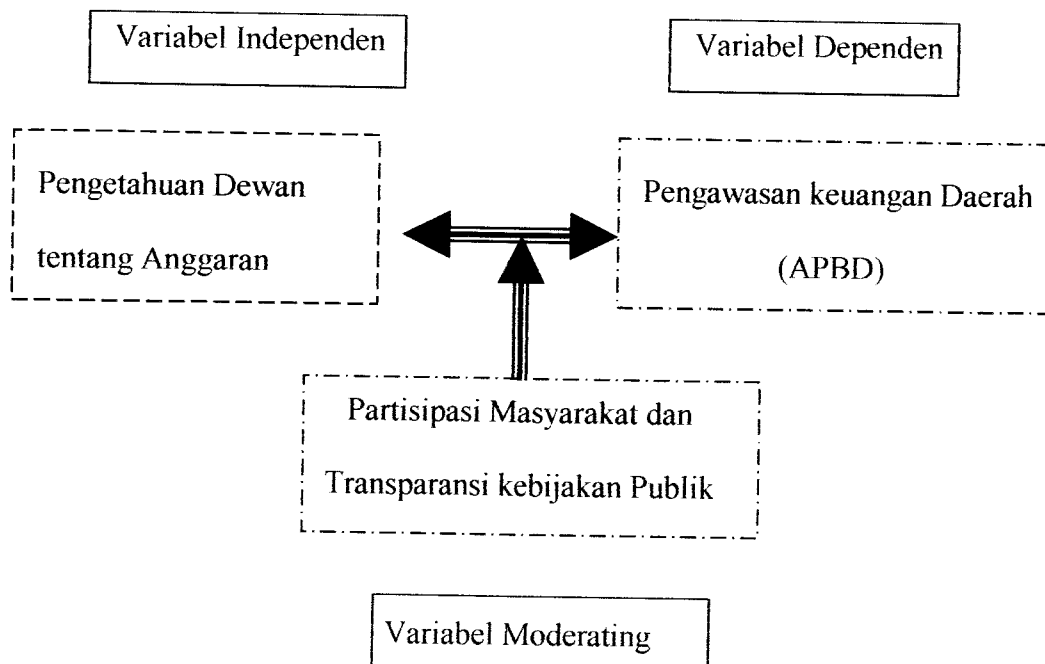 Variabel Independen
Variabel Dependen
Pengetahuan Dewan
tentang Anggaran
Pengawasan keuangan Daerah
(APBD)
Partisipasi Masyarakat dan
Transparansi kebijakan Publik
Variabel Moderating